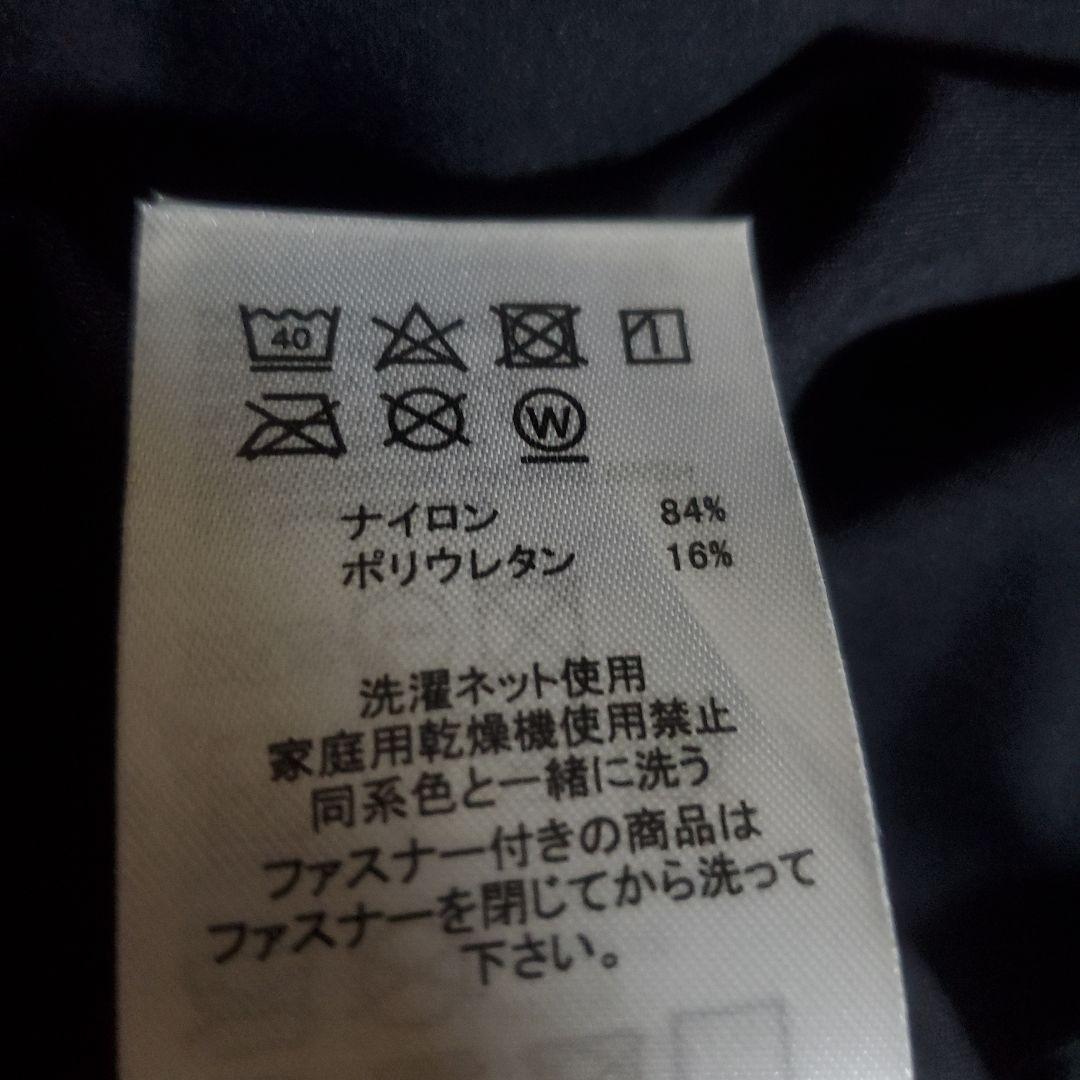 40
W
ナイロン 84%
ポリウレタン 16%
洗濯ネット使用
家庭用乾燥機使用禁止
同系色と一緒に洗う
ファスナー付きの商品は
ファスナーを閉じてから洗って
下さい。